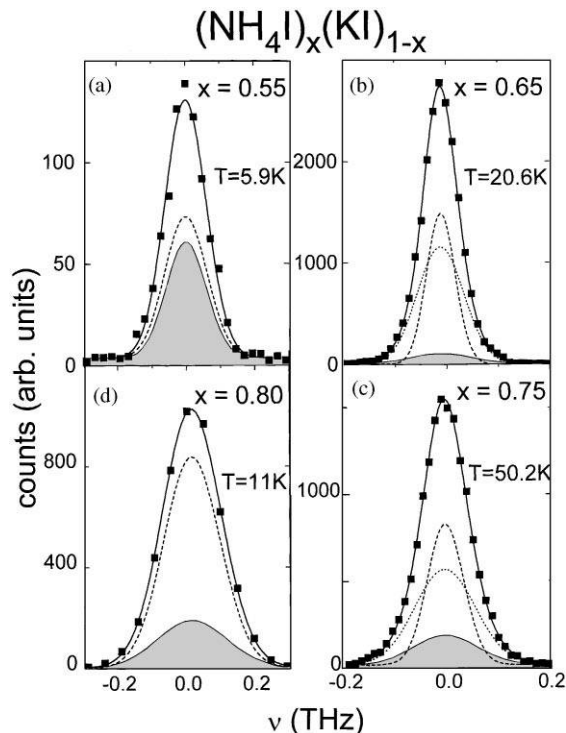 (NH₄I)ₓ(KI)₁₋ₓ
(a)
x = 0.55
T=5.9K
100
50
0
(b)
x = 0.65
T=20.6K
2000
1000
0
(d)
x = 0.80
T=11K
800
400
0
(c)
x = 0.75
T=50.2K
1000
0
counts (arb. units)
-0.2 0.0 0.2
-0.2 0.0 0.2
ν (THz)
ν (THz)